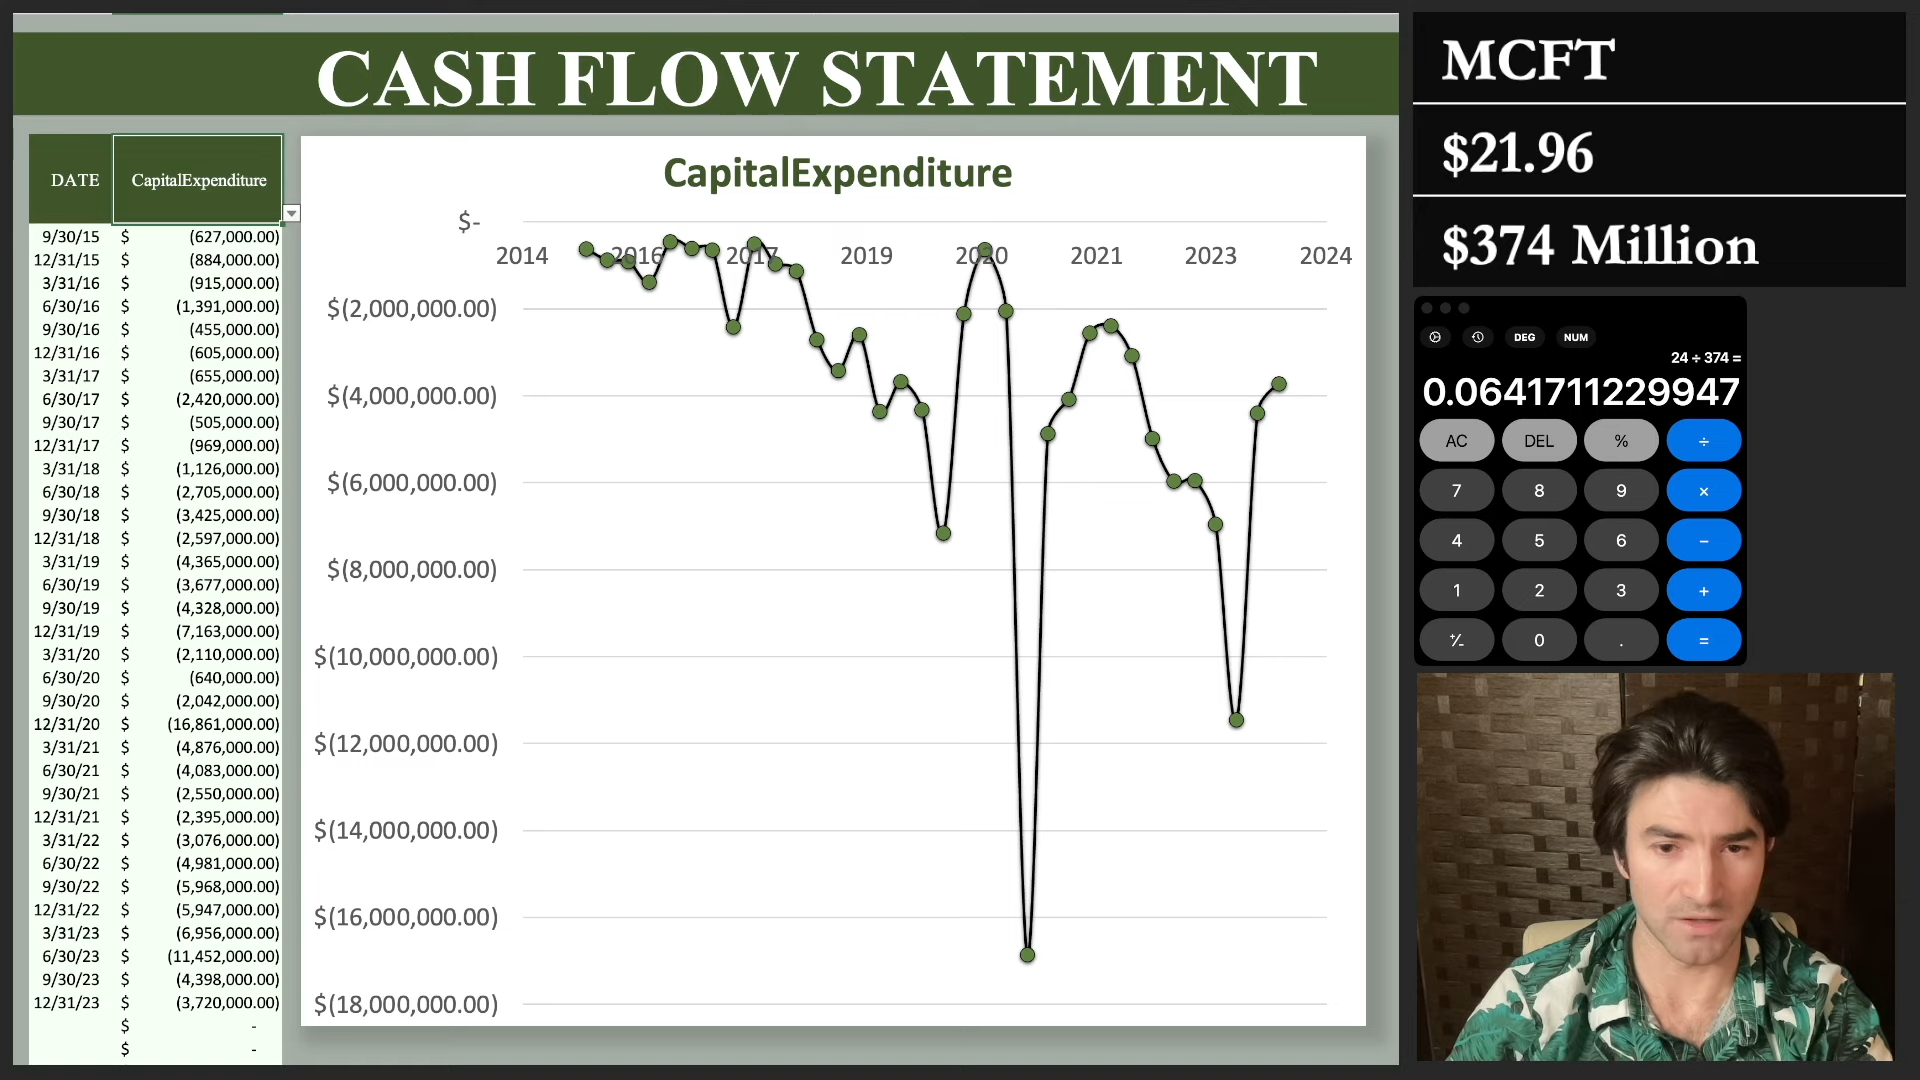 CASH FLOW STATEMENT
DATE CapitalExpenditure
9/30/15 $ (627,000.00)
12/31/15 $ (884,000.00)
3/31/16 $ (915,000.00)
6/30/16 $ (1,391,000.00)
9/30/16 $ (455,000.00)
12/31/16 $ (605,000.00)
3/31/17 $ (655,000.00)
6/30/17 $ (2,420,000.00)
9/30/17 $ (505,000.00)
12/31/17 $ (969,000.00)
3/31/18 $ (1,126,000.00)
6/30/18 $ (2,705,000.00)
9/30/18 $ (3,425,000.00)
12/31/18 $ (2,597,000.00)
3/31/19 $ (4,365,000.00)
6/30/19 $ (3,677,000.00)
9/30/19 $ (4,328,000.00)
12/31/19 $ (7,163,000.00)
3/31/20 $ (2,110,000.00)
6/30/20 $ (640,000.00)
9/30/20 $ (2,042,000.00)
12/31/20 $ (16,861,000.00)
3/31/21 $ (4,876,000.00)
6/30/21 $ (4,083,000.00)
9/30/21 $ (2,550,000.00)
12/31/21 $ (2,395,000.00)
3/31/22 $ (3,076,000.00)
6/30/22 $ (4,981,000.00)
9/30/22 $ (5,968,000.00)
12/31/22 $ (5,947,000.00)
3/31/23 $ (6,956,000.00)
6/30/23 $ (11,452,000.00)
9/30/23 $ (4,398,000.00)
12/31/23 $ (3,720,000.00)
$ -
$ -
CapitalExpenditure
$-
2014 2016 2017 2019 2020 2021 2023 2024
$(2,000,000.00)
$(4,000,000.00)
$(6,000,000.00)
$(8,000,000.00)
$(10,000,000.00)
$(12,000,000.00)
$(14,000,000.00)
$(16,000,000.00)
$(18,000,000.00)
MCFT
$21.96
$374 Million
DEG NUM
24 ÷ 374 =
0.0641711229947
AC DEL % ÷
7 8 9 ×
4 5 6 −
1 2 3 +
⁺⁄₋ 0 . =